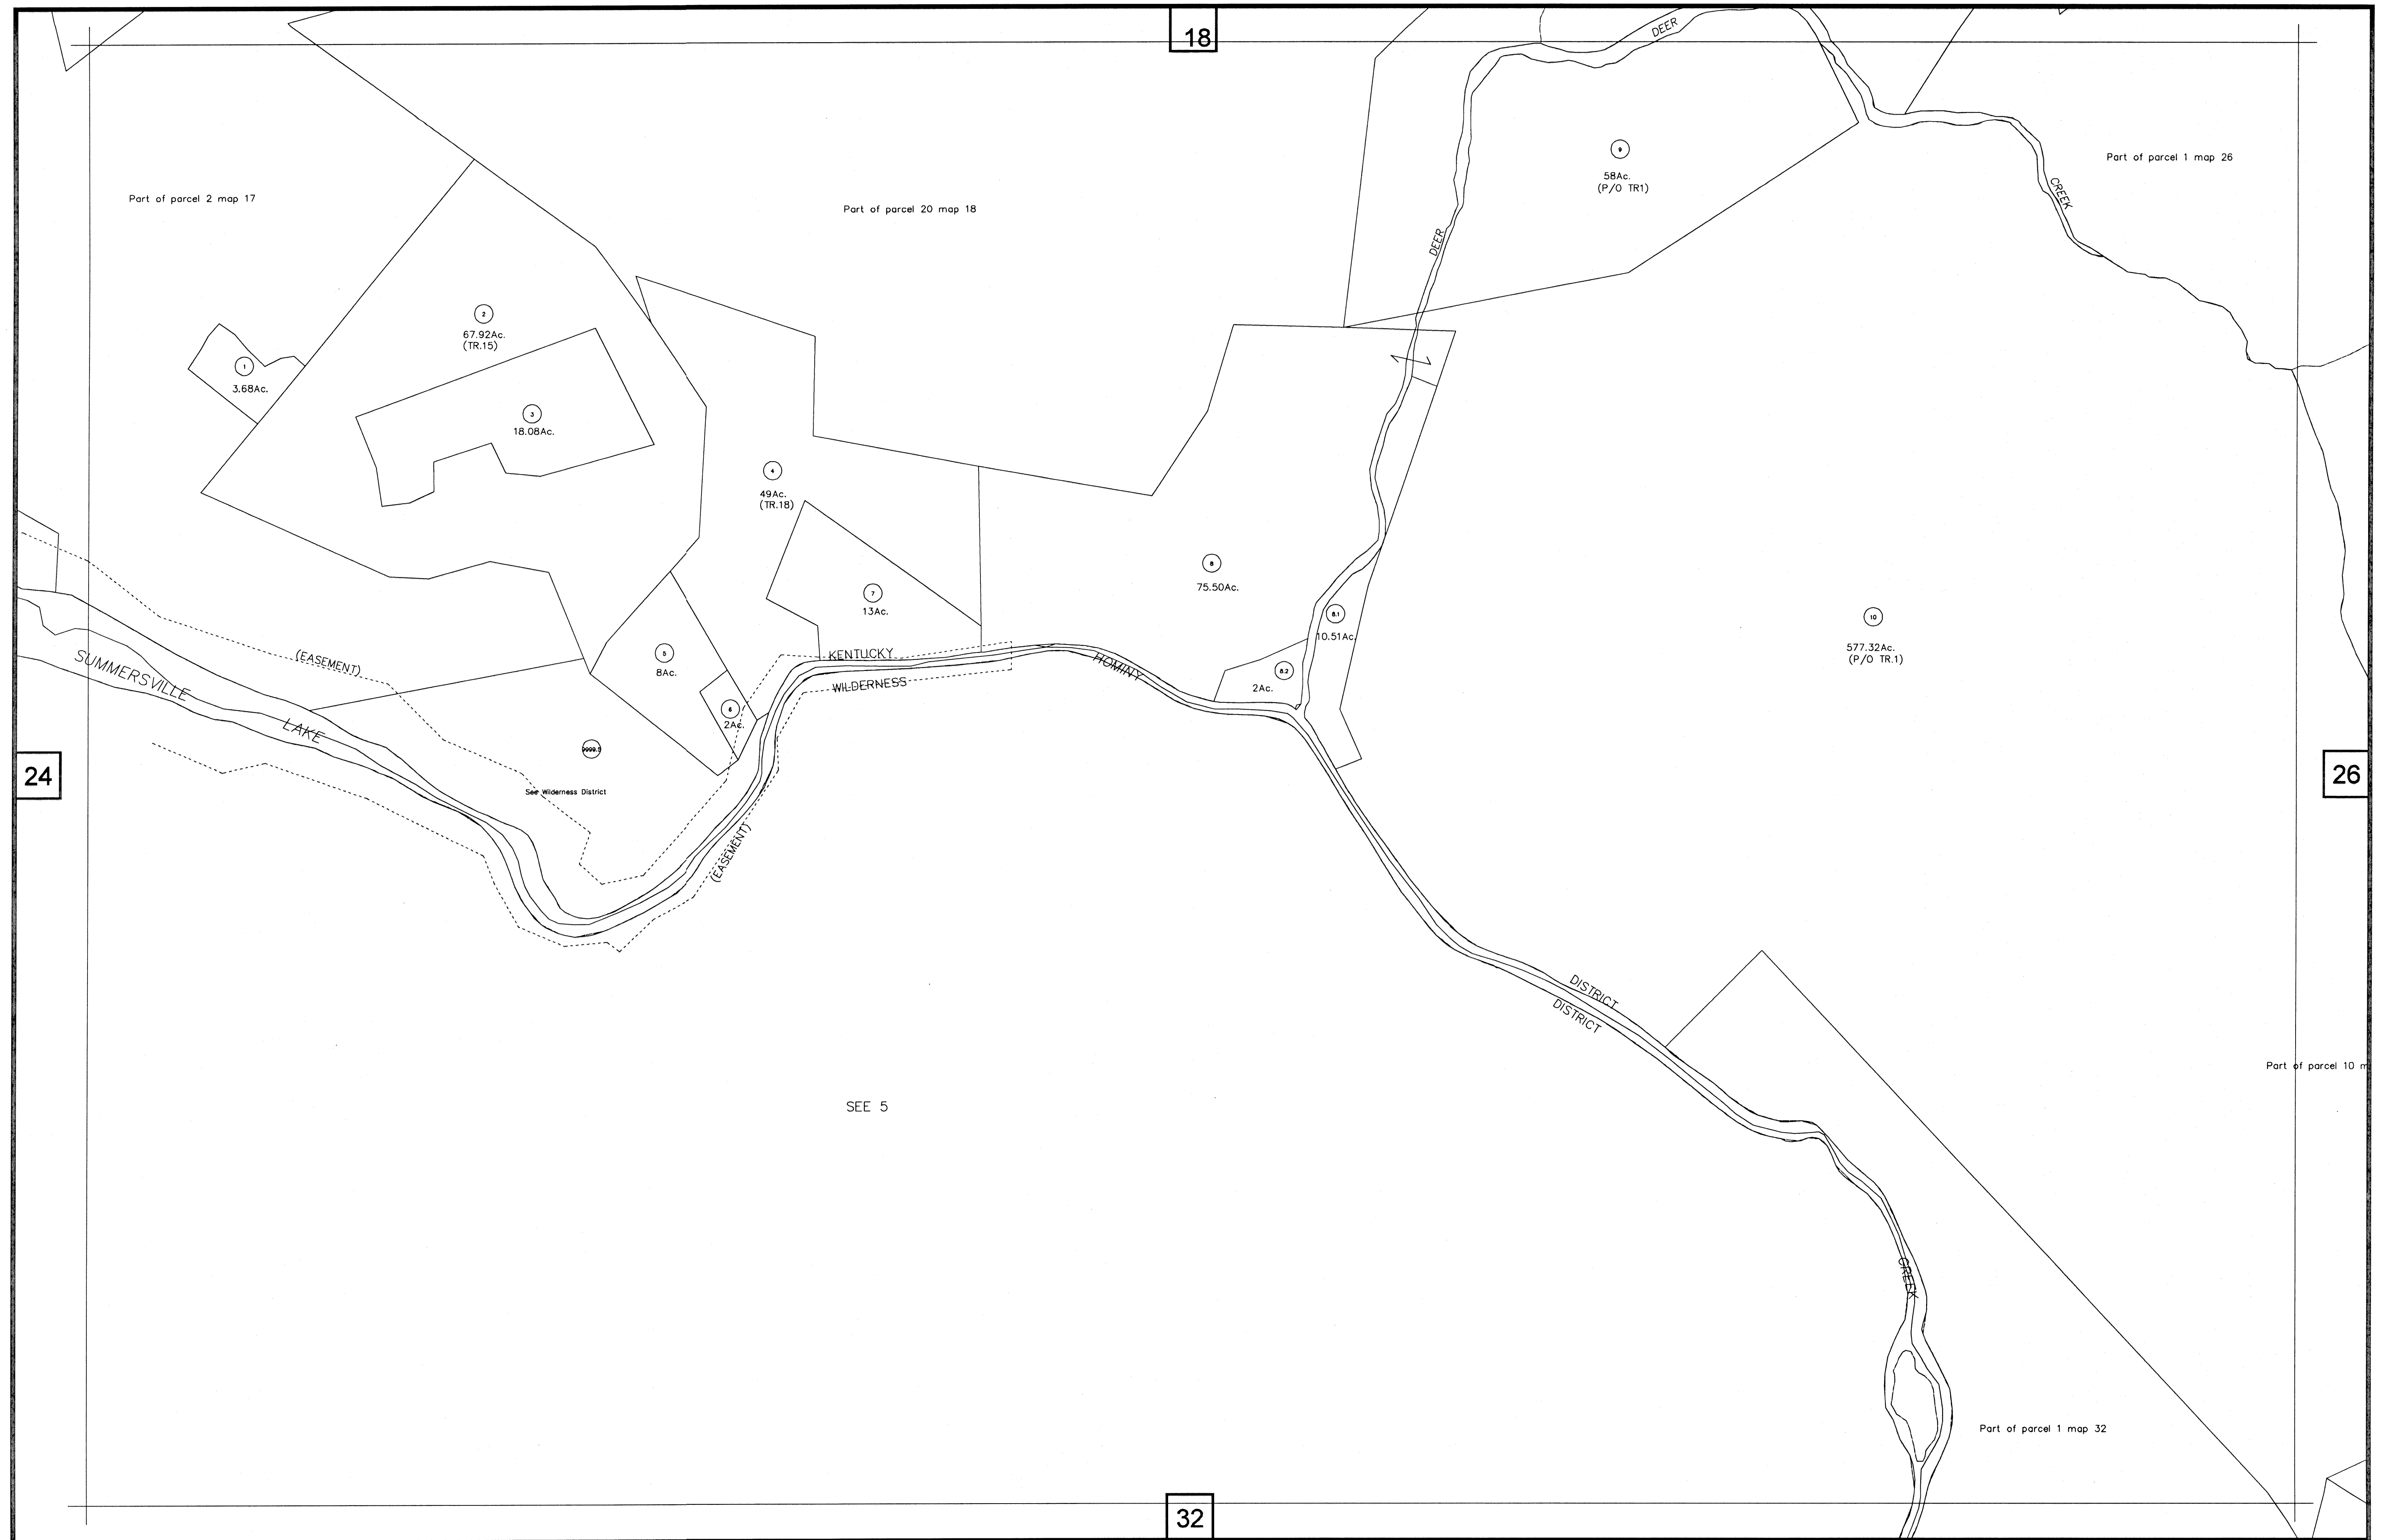 18
DEER
9
58Ac.
(P/O TR1)
Part of parcel 1 map 26
CREEK
Part of parcel 2 map 17
Part of parcel 20 map 18
DEER
2
67.92Ac.
(TR.15)
1
3.68Ac.
3
18.08Ac.
4
49Ac.
(TR.18)
7
13Ac.
8
75.50Ac.
8.1
10.51Ac.
10
577.32Ac.
(P/O TR.1)
5
8Ac.
6
2Ac.
8.2
2Ac.
(EASEMENT)
SUMMERSVILLE
LAKE
KENTUCKY
WILDERNESS
HOMINY
24
9999.5
See Wilderness District
26
(EASEMENT)
DISTRICT
DISTRICT
Part of parcel 10 m
SEE 5
CREEK
Part of parcel 1 map 32
32